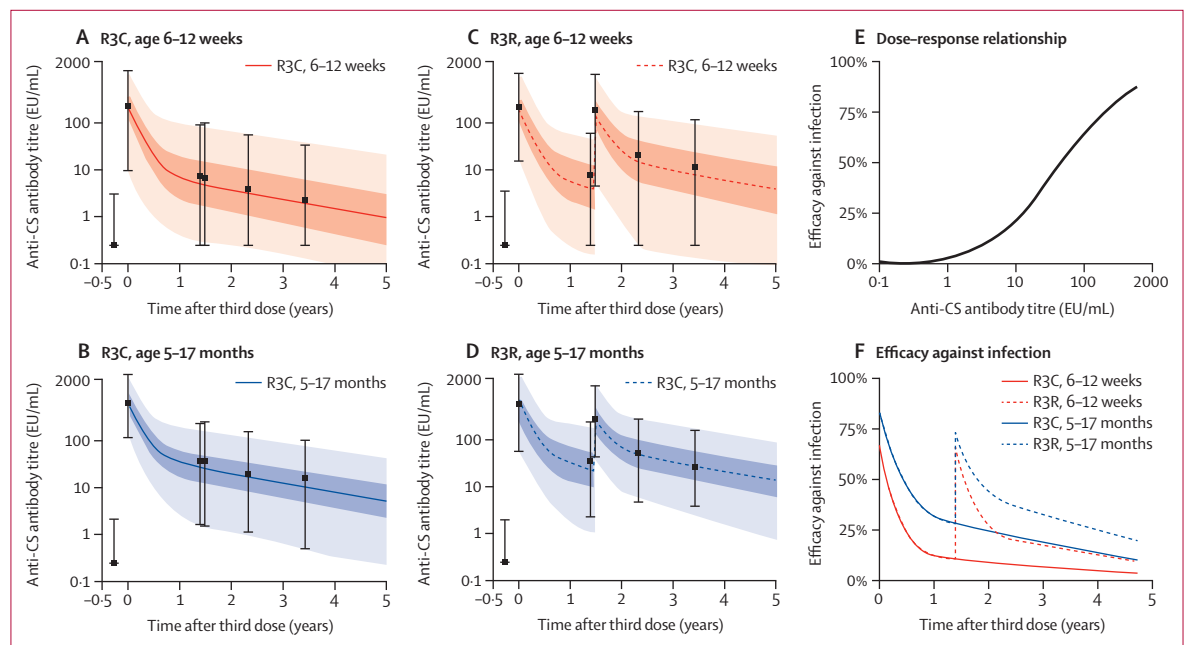 A R3C, age 6–12 weeks
R3C, 6–12 weeks
Anti-CS antibody titre (EU/mL)
2000
100
10
1
0·1
–0·5 0 1 2 3 4 5
Time after third dose (years)
C R3R, age 6–12 weeks
R3C, 6–12 weeks
Anti-CS antibody titre (EU/mL)
2000
100
10
1
0·1
–0·5 0 1 2 3 4 5
Time after third dose (years)
E Dose–response relationship
Efficacy against infection
100%
75%
50%
25%
0%
0·1 1 10 100 2000
Anti-CS antibody titre (EU/mL)
B R3C, age 5–17 months
R3C, 5–17 months
Anti-CS antibody titre (EU/mL)
2000
100
10
1
0·1
–0·5 0 1 2 3 4 5
Time after third dose (years)
D R3R, age 5–17 months
R3C, 5–17 months
Anti-CS antibody titre (EU/mL)
2000
100
10
1
0·1
–0·5 0 1 2 3 4 5
Time after third dose (years)
F Efficacy against infection
R3C, 6–12 weeks
R3R, 6–12 weeks
R3C, 5–17 months
R3R, 5–17 months
Efficacy against infection
100%
75%
50%
25%
0%
0 1 2 3 4 5
Time after third dose (years)